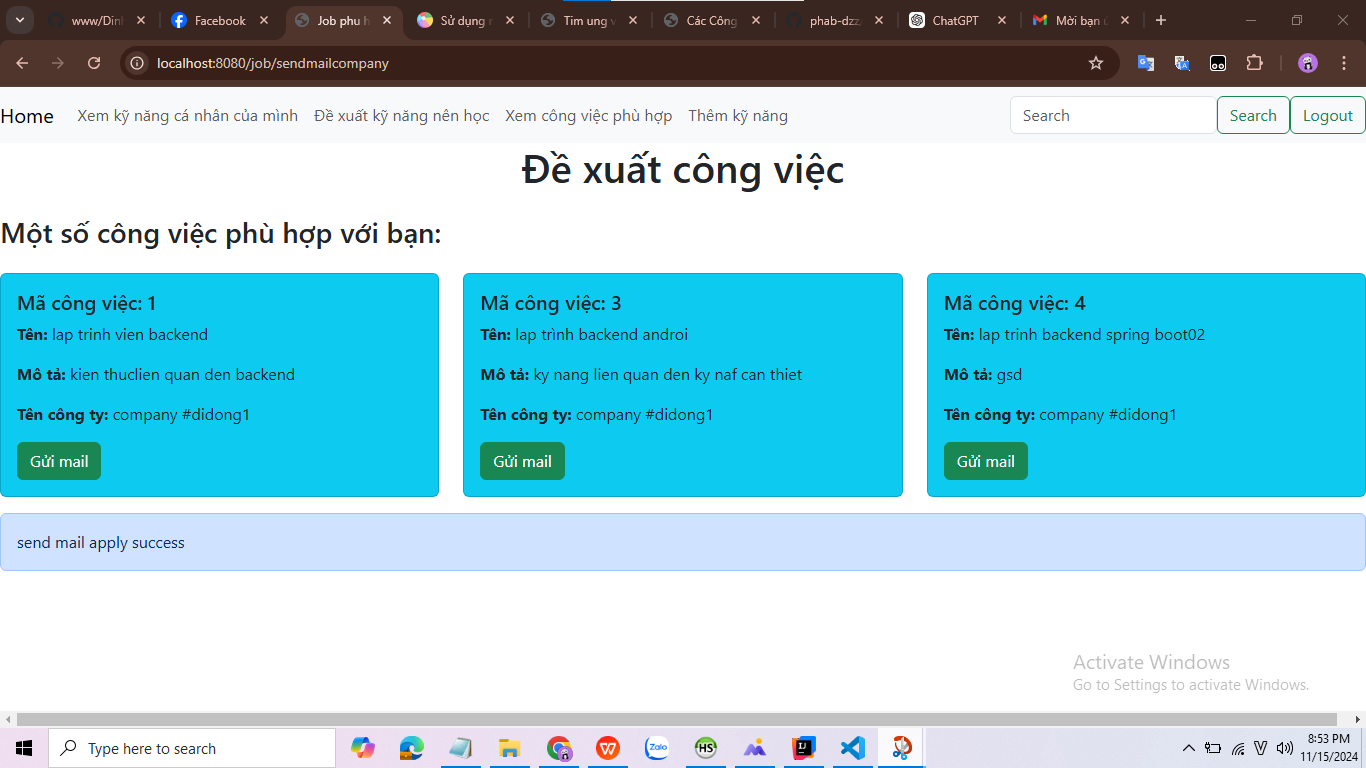 www/Dinh
Facebook
Job phu h
Sử dụng
Tim ung v
Các Công
phab-dzz/
ChatGPT
Mời bạn
localhost:8080/job/sendmailcompany
Home Xem kỹ năng cá nhân của mình Đề xuất kỹ năng nên học Xem công việc phù hợp Thêm kỹ năng Search Search Logout
Đề xuất công việc
Một số công việc phù hợp với bạn:
Mã công việc: 1
Tên: lap trinh vien backend
Mô tả: kien thuclien quan den backend
Tên công ty: company #didong1
Gửi mail
Mã công việc: 3
Tên: lap trình backend androi
Mô tả: ky nang lien quan den ky naf can thiet
Tên công ty: company #didong1
Gửi mail
Mã công việc: 4
Tên: lap trinh backend spring boot02
Mô tả: gsd
Tên công ty: company #didong1
Gửi mail
send mail apply success
Activate Windows
Go to Settings to activate Windows.
Type here to search
Zalo
HS
8:53 PM
11/15/2024